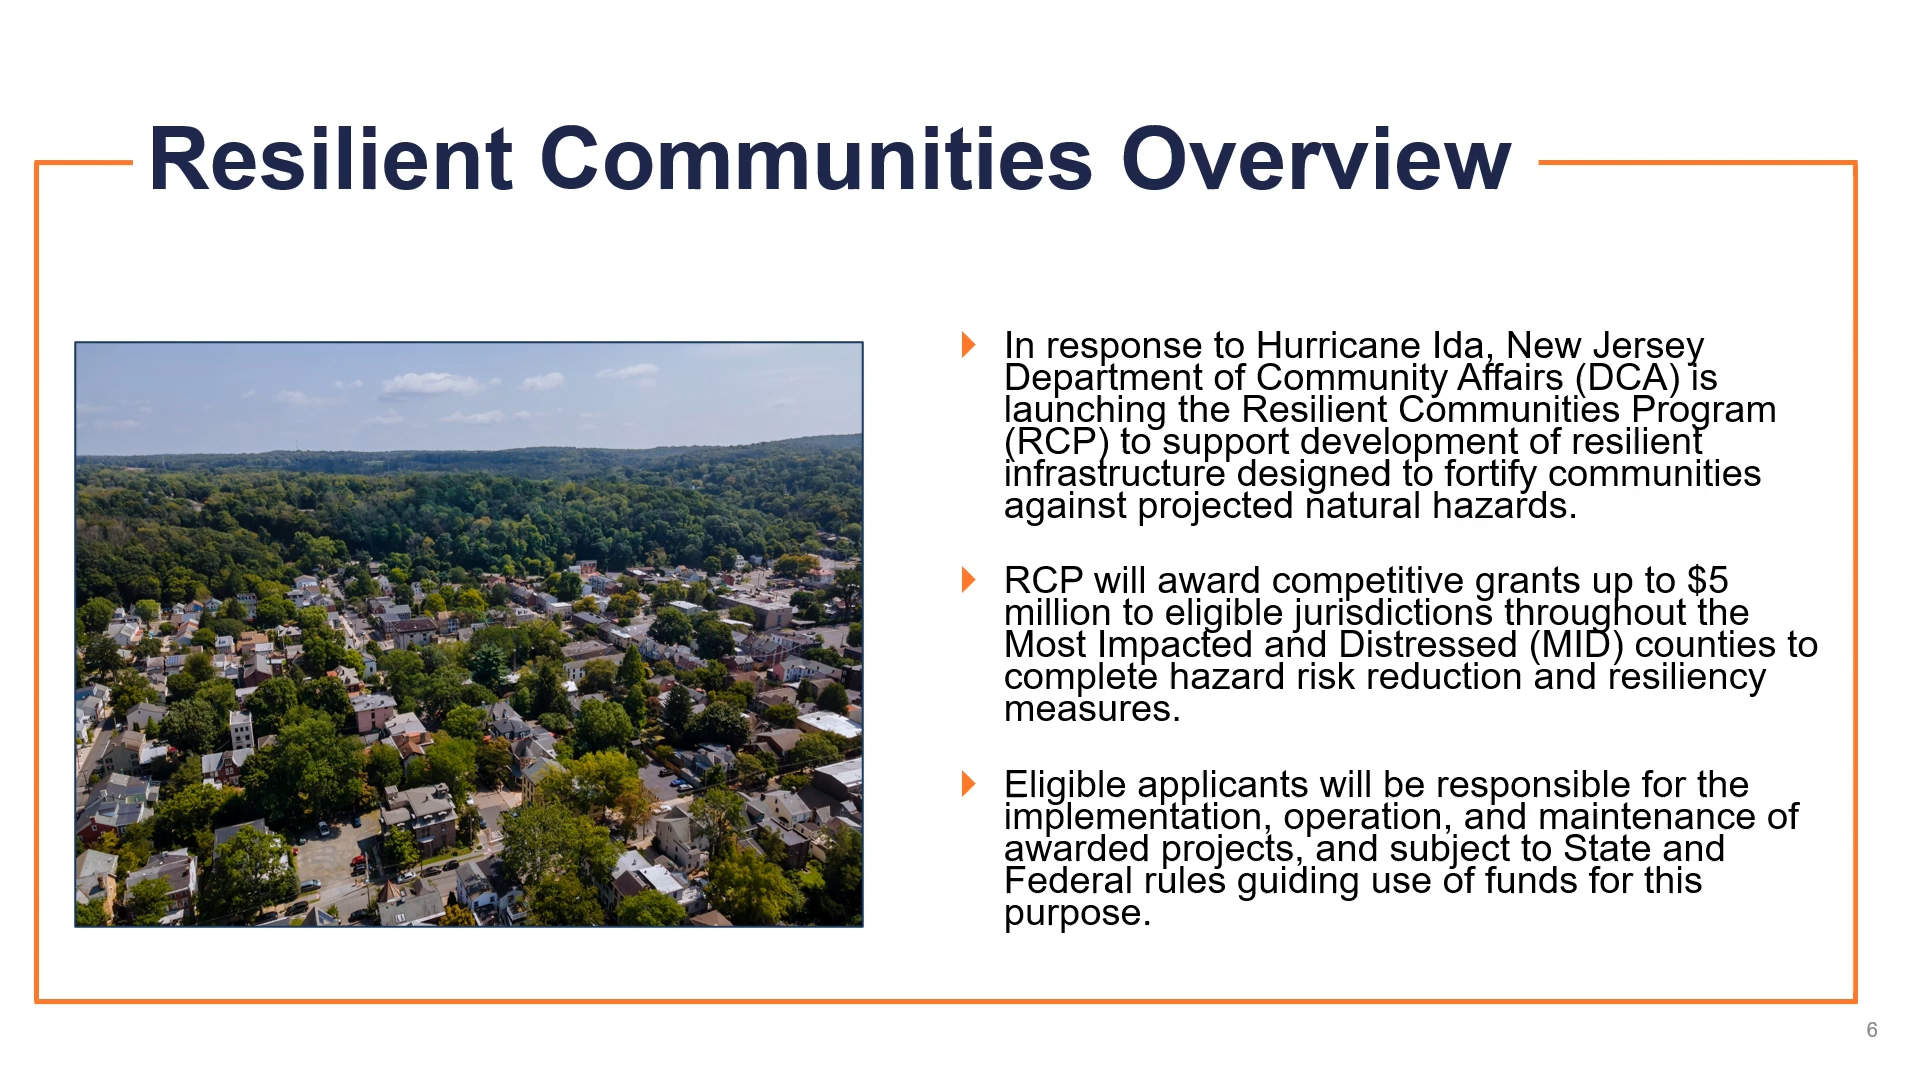 Resilient Communities Overview
In response to Hurricane Ida, New Jersey
Department of Community Affairs (DCA) is
launching the Resilient Communities Program
(RCP) to support development of resilient
infrastructure designed to fortify communities
against projected natural hazards.
RCP will award competitive grants up to $5
million to eligible jurisdictions throughout the
Most Impacted and Distressed (MID) counties to
complete hazard risk reduction and resiliency
measures.
Eligible applicants will be responsible for the
implementation, operation, and maintenance of
awarded projects, and subject to State and
Federal rules guiding use of funds for this
purpose.
6